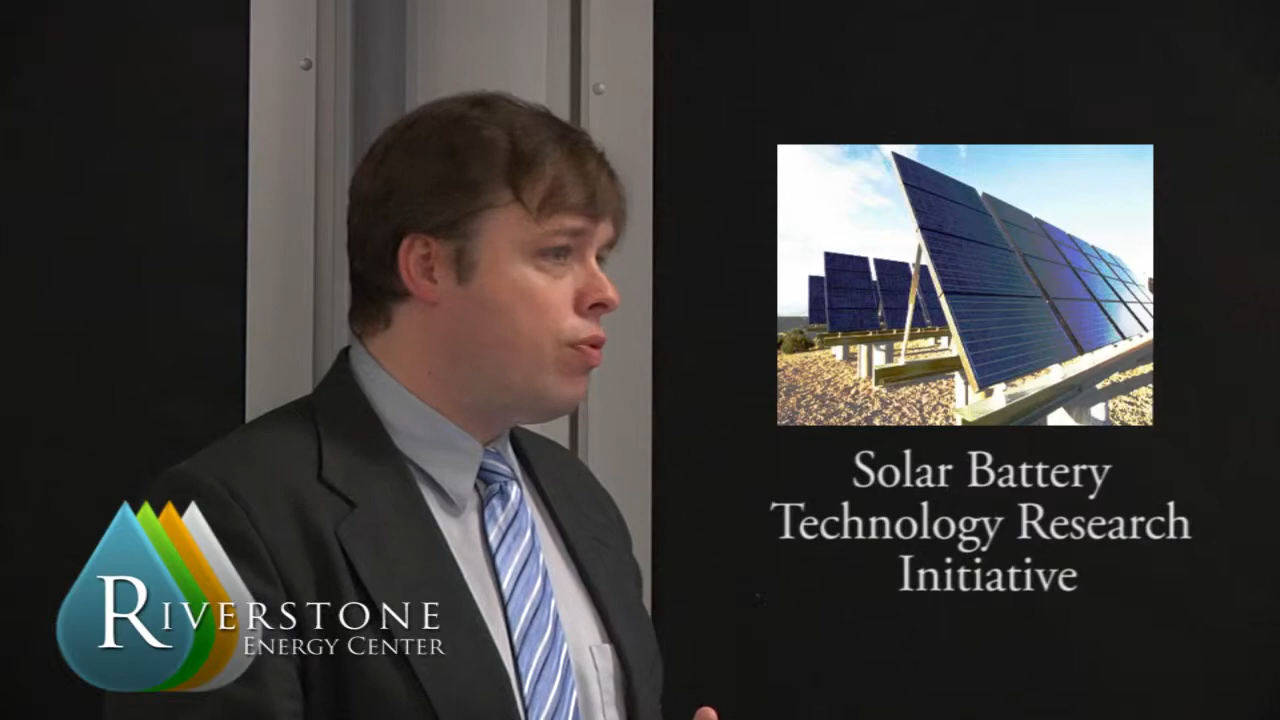 Solar Battery
Technology Research
Initiative
RIVERSTONE
ENERGY CENTER